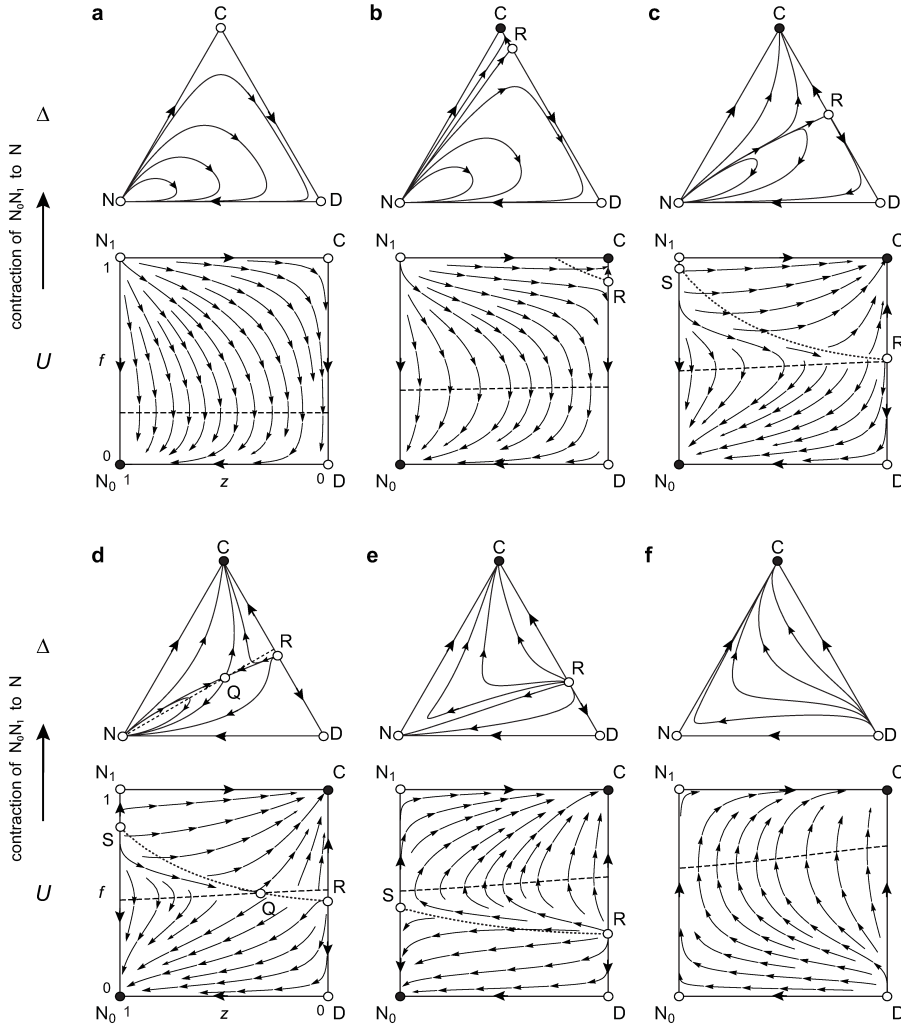 a
C
N
D
b
C
R
N
D
c
C
R
N
D
Δ
contraction of N₀N₁ to N
U
N₁
C
1
f
0
N₀
1
z
0
D
N₁
C
R
N₀
D
N₁
C
S
R
N₀
D
d
C
R
Q
N
D
e
C
R
N
D
f
C
N
D
Δ
contraction of N₀N₁ to N
U
N₁
C
1
S
f
R
Q
0
N₀
1
z
0
D
N₁
C
S
R
N₀
D
N₁
C
N₀
D